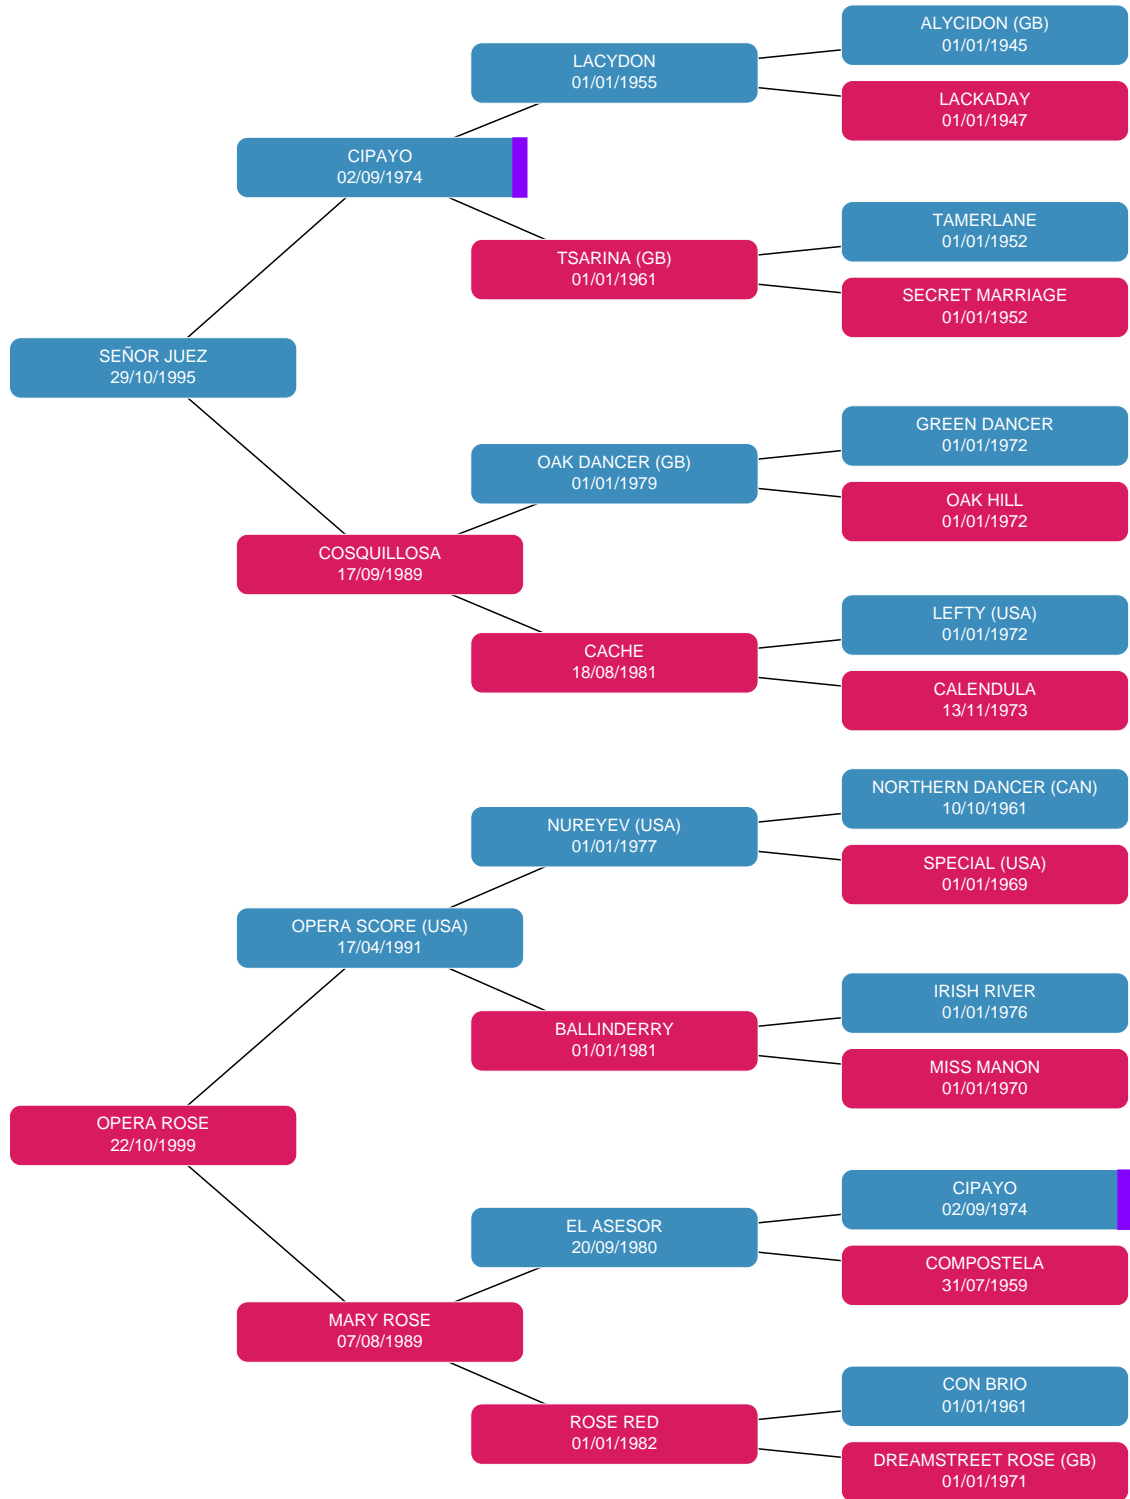 ALYCIDON (GB)
01/01/1945
LACYDON
01/01/1955
LACKADAY
01/01/1947
CIPAYO
02/09/1974
TAMERLANE
01/01/1952
TSARINA (GB)
01/01/1961
SECRET MARRIAGE
01/01/1952
SEÑOR JUEZ
29/10/1995
GREEN DANCER
01/01/1972
OAK DANCER (GB)
01/01/1979
OAK HILL
01/01/1972
COSQUILLOSA
17/09/1989
LEFTY (USA)
01/01/1972
CACHE
18/08/1981
CALENDULA
13/11/1973
NORTHERN DANCER (CAN)
10/10/1961
NUREYEV (USA)
01/01/1977
SPECIAL (USA)
01/01/1969
OPERA SCORE (USA)
17/04/1991
IRISH RIVER
01/01/1976
BALLINDERRY
01/01/1981
MISS MANON
01/01/1970
OPERA ROSE
22/10/1999
CIPAYO
02/09/1974
EL ASESOR
20/09/1980
COMPOSTELA
31/07/1959
MARY ROSE
07/08/1989
CON BRIO
01/01/1961
ROSE RED
01/01/1982
DREAMSTREET ROSE (GB)
01/01/1971